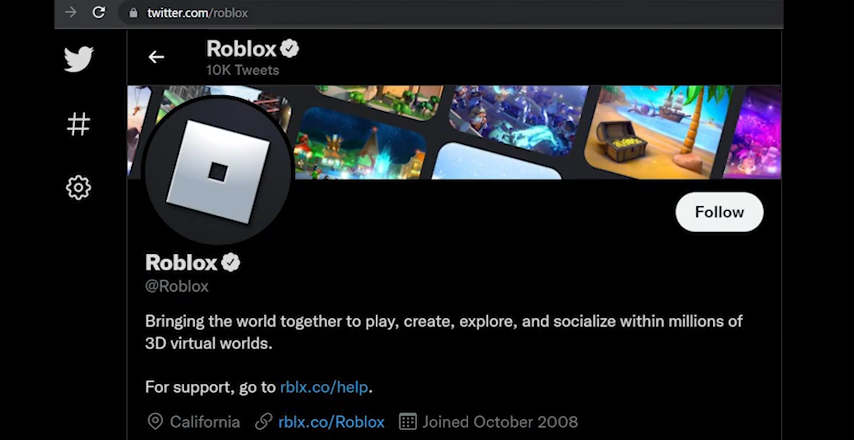 twitter.com/roblox
Roblox
10K Tweets
Follow
Roblox
@Roblox
Bringing the world together to play, create, explore, and socialize within millions of
3D virtual worlds.
For support, go to rblx.co/help.
California rblx.co/Roblox Joined October 2008